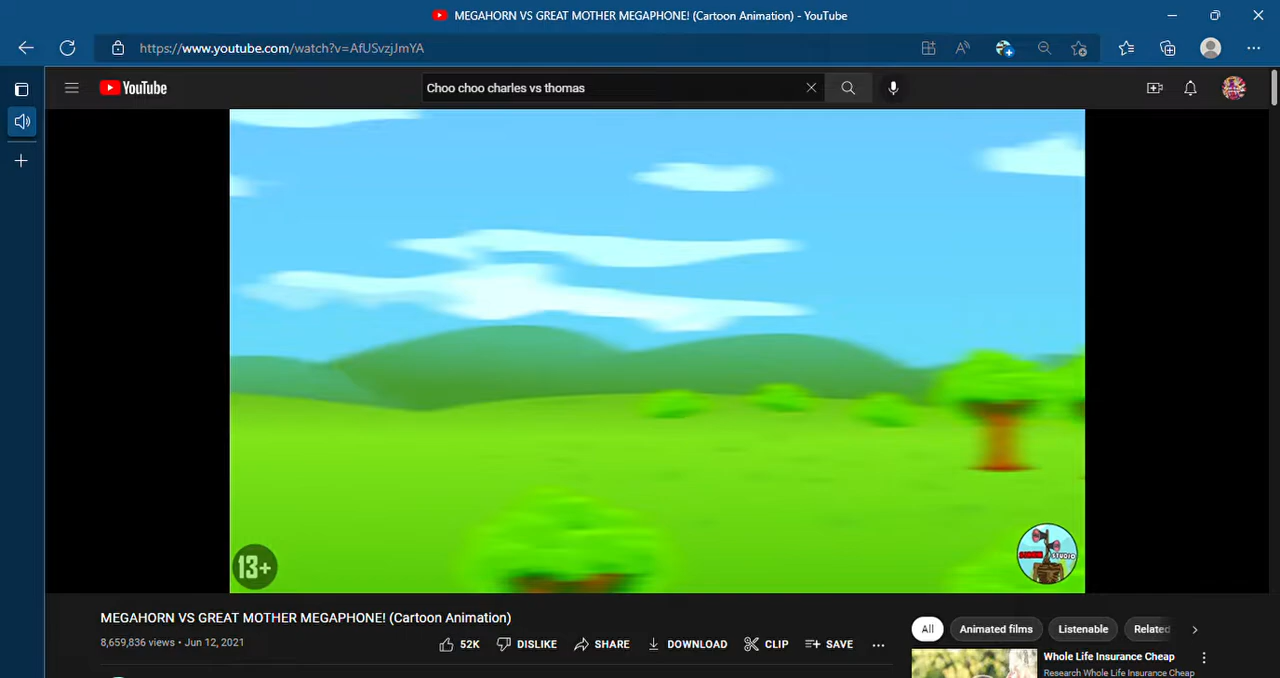 MEGAHORN VS GREAT MOTHER MEGAPHONE! (Cartoon Animation) - YouTube
https://www.youtube.com/watch?v=AfUSvzjJmYA
YouTube
Choo choo charles vs thomas
13+
STUDIO
MEGAHORN VS GREAT MOTHER MEGAPHONE! (Cartoon Animation)
8,659,836 views • Jun 12, 2021
52K DISLIKE SHARE DOWNLOAD CLIP SAVE
All Animated films Listenable Related
Whole Life Insurance Cheap
Research Whole Life Insurance Cheap